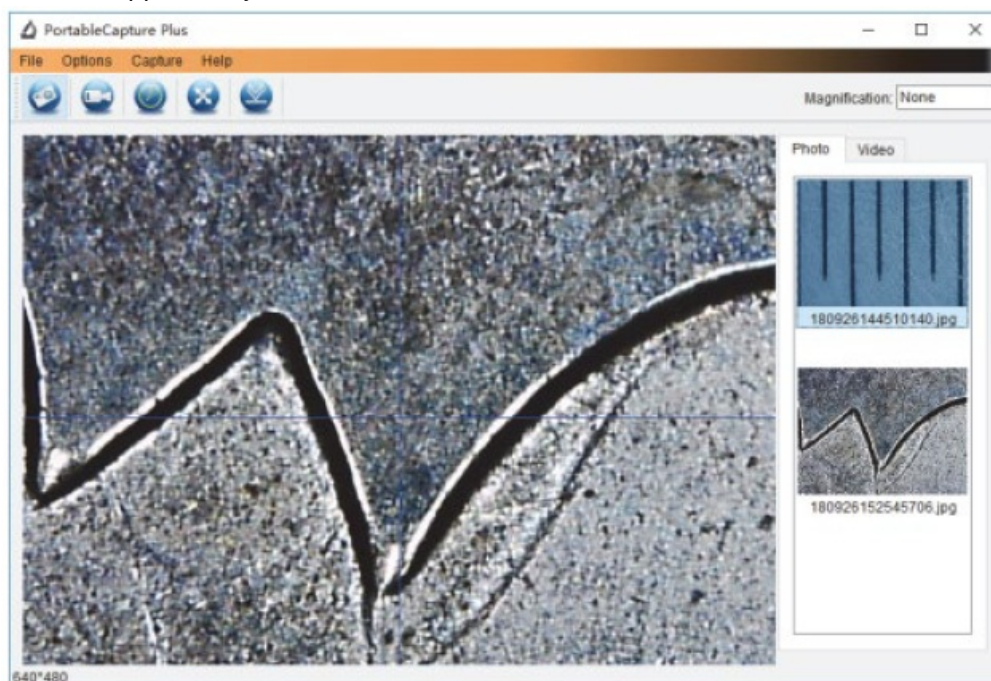 PortableCapture Plus
File Options Capture Help
Magnification: None
Photo Video
180926144510140.jpg
180926152545706.jpg
640*480